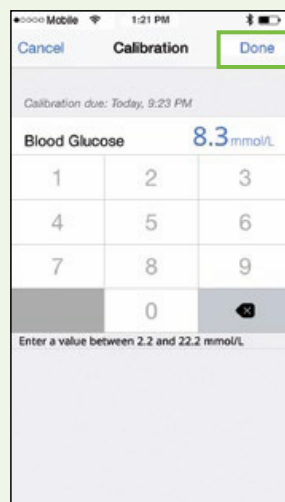 Mobile 1:21 PM
Cancel Calibration Done
Calibration due: Today, 9:23 PM
Blood Glucose 8.3 mmol/L
1 2 3
4 5 6
7 8 9
0
Enter a value between 2.2 and 22.2 mmol/L